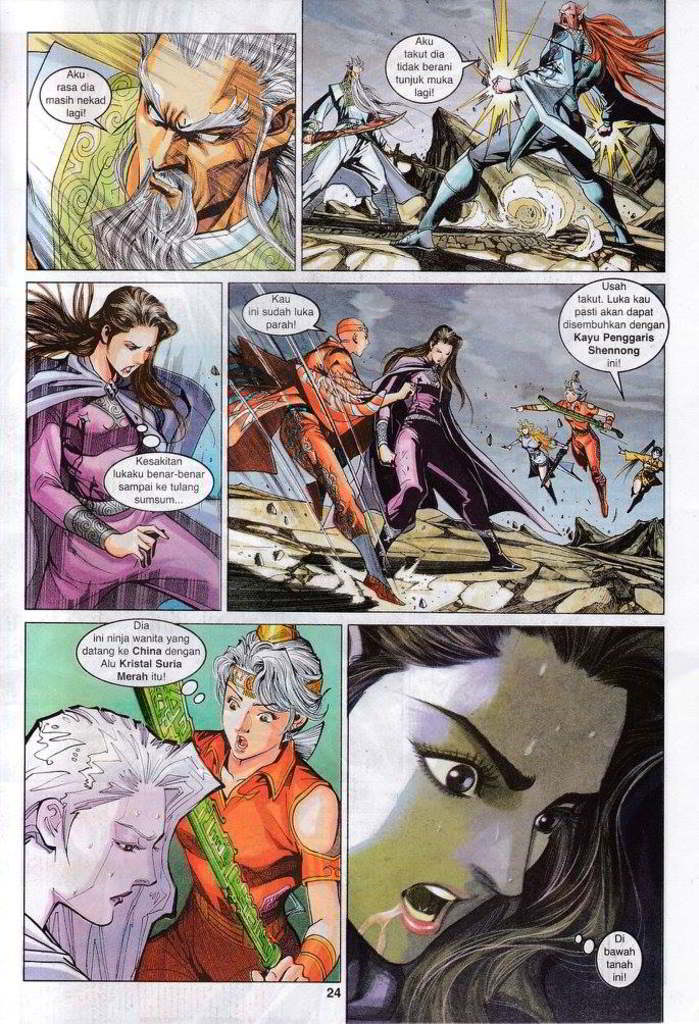 Aku
rasa dia
masih nekad
lagi!
Aku
takut dia
tidak berani
tunjuk muka
lagi!
Kesakitan
lukaku benar-benar
sampai ke tulang
sumsum...
Kau
ini sudah luka
parah!
Usah
takut. Luka kau
pasti akan dapat
disembuhkan dengan
Kayu Penggaris
Shennong
ini!
Dia
ini ninja wanita yang
datang ke China dengan
Alu Kristal Suria
Merah itu!
Di
bawah
tanah
ini!
24